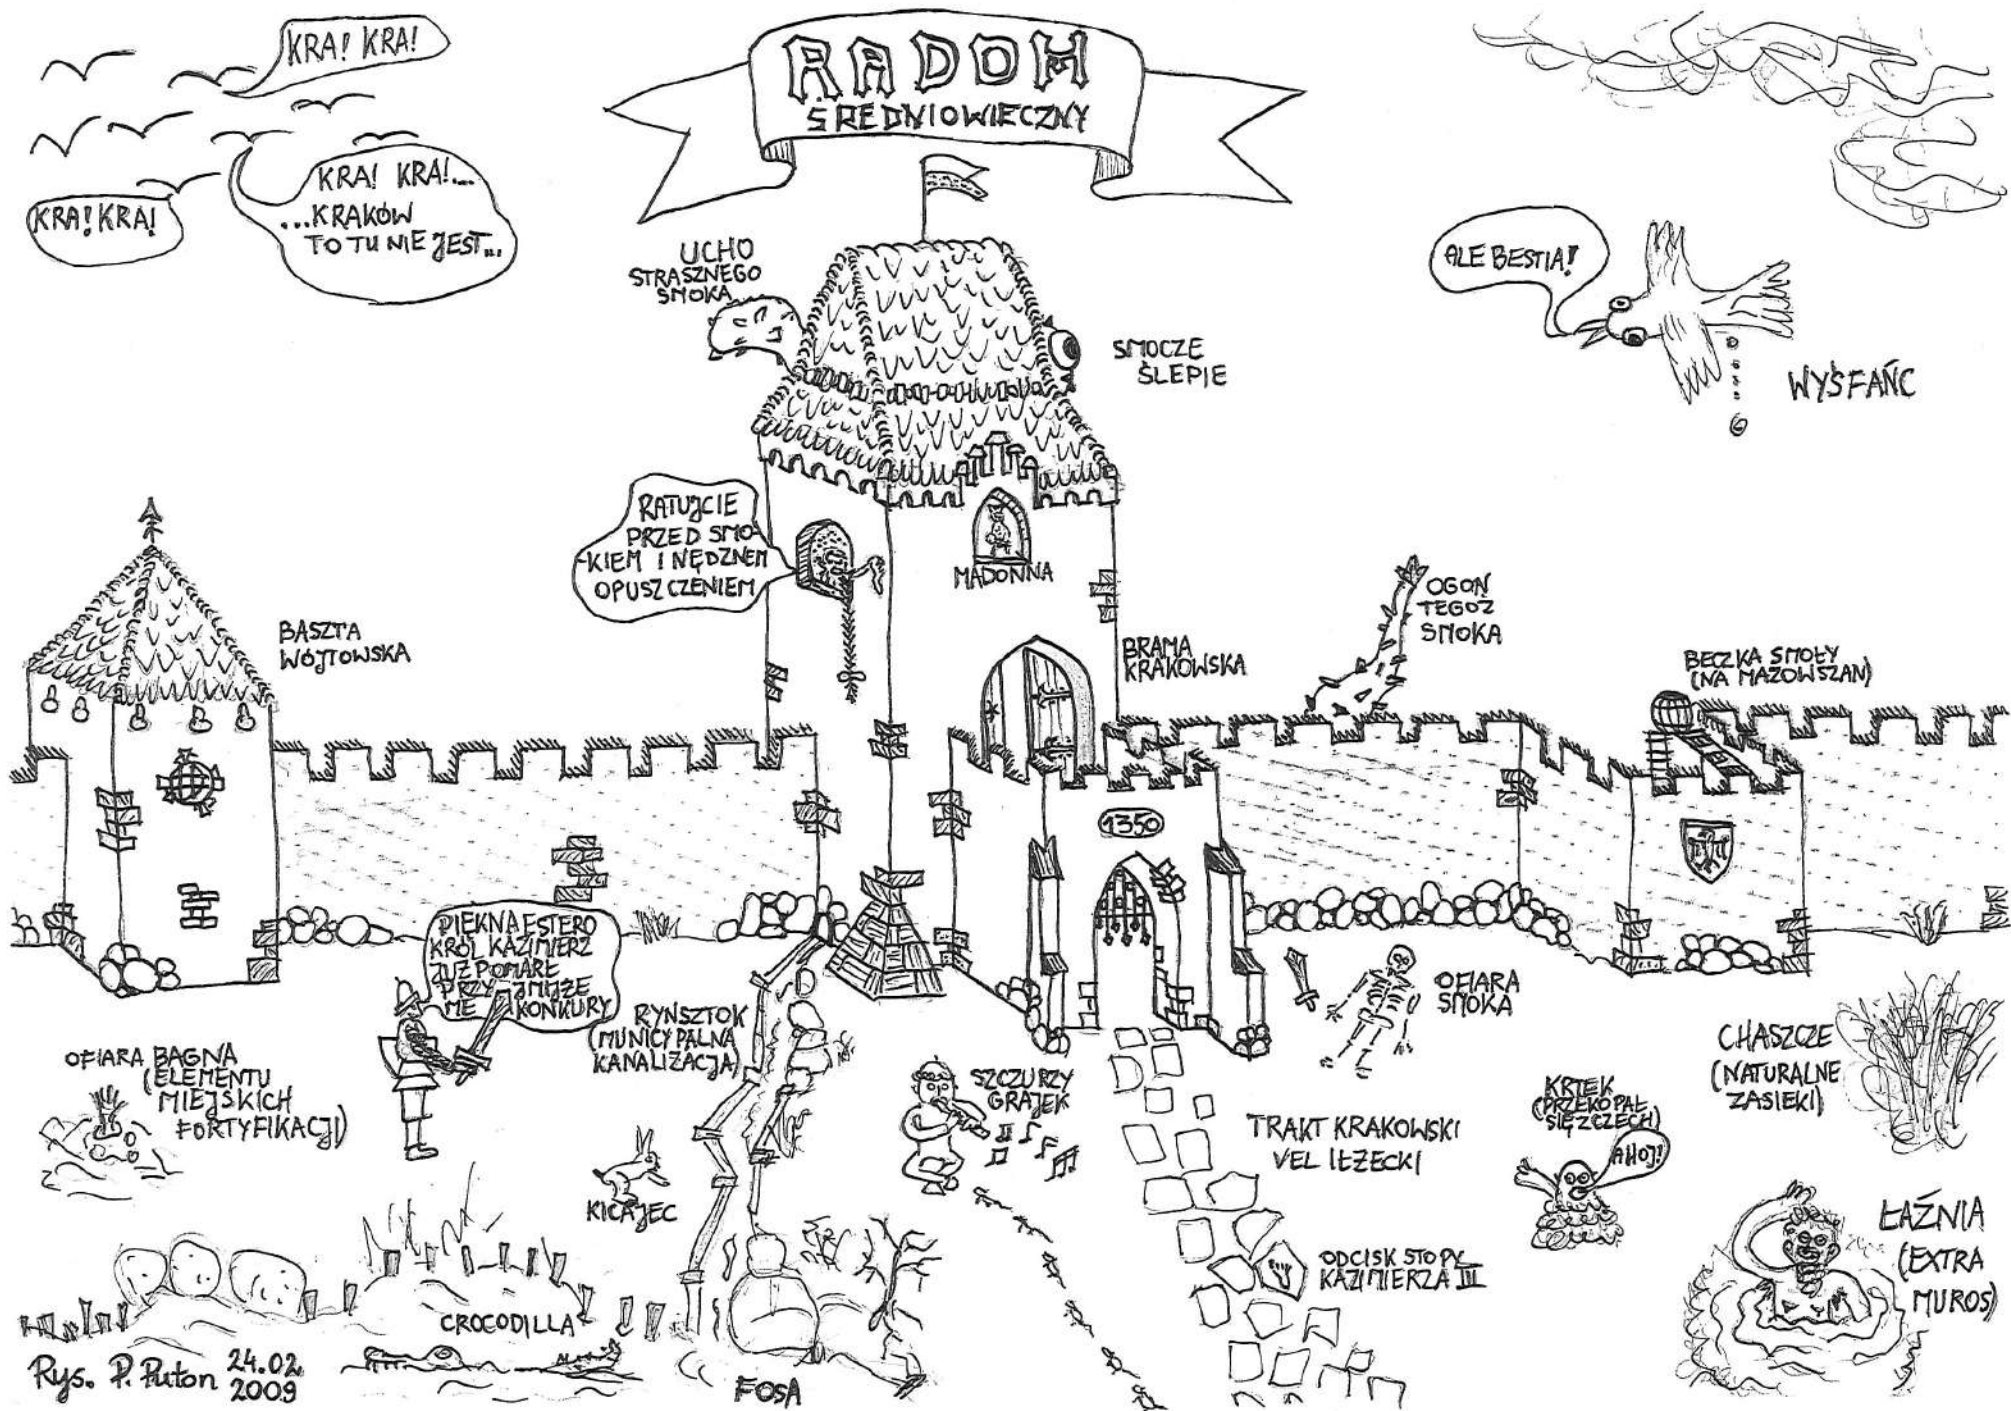 KRA! KRA!
RADOM
ŚREDNIOWIECZNY
KRA! KRA!...
...KRAKÓW
TO TU NIE JEST...
KRA! KRA!
UCHO
STRASZNEGO
SMOKA
SMOCZE
ŚLEPIE
ALE BESTIA!
WYŚFAŃC
RATUJCIE
PRZED SMO-
-KIEM I NĘDZNEM
OPUSZCZENIEM
MADONNA
BASZTA
WÓJTOWSKA
BRAMA
KRAKOWSKA
OGON
TEGOŻ
SMOKA
BECZKA SMOŁY
(NA MAZOWSZAN)
1350
PIĘKNA ESTERO
KRÓL KAZIMIERZ
JUŻ POMARŁ
PRZYJMIJŻE
ME KONKURY
RYNSZTOK
(MUNICYPALNA
KANALIZACJA)
OFIARA
SMOKA
CHASZCZE
(NATURALNE
ZASIEKI)
OFIARA BAGNA
(ELEMENTU
MIEJSKICH
FORTYFIKACJI)
SZCZURZY
GRAJEK
KRTEK
(PRZEKOPAŁ
SIĘ Z CZECH)
AHOJ!
TRAKT KRAKOWSKI
VEL IŁŻECKI
KICAJEC
ŁAŹNIA
(EXTRA
MUROS)
ODCISK STOPY
KAZIMIERZA III
CROCODILLA
FOSA
Rys. P. Puton 24.02
2009